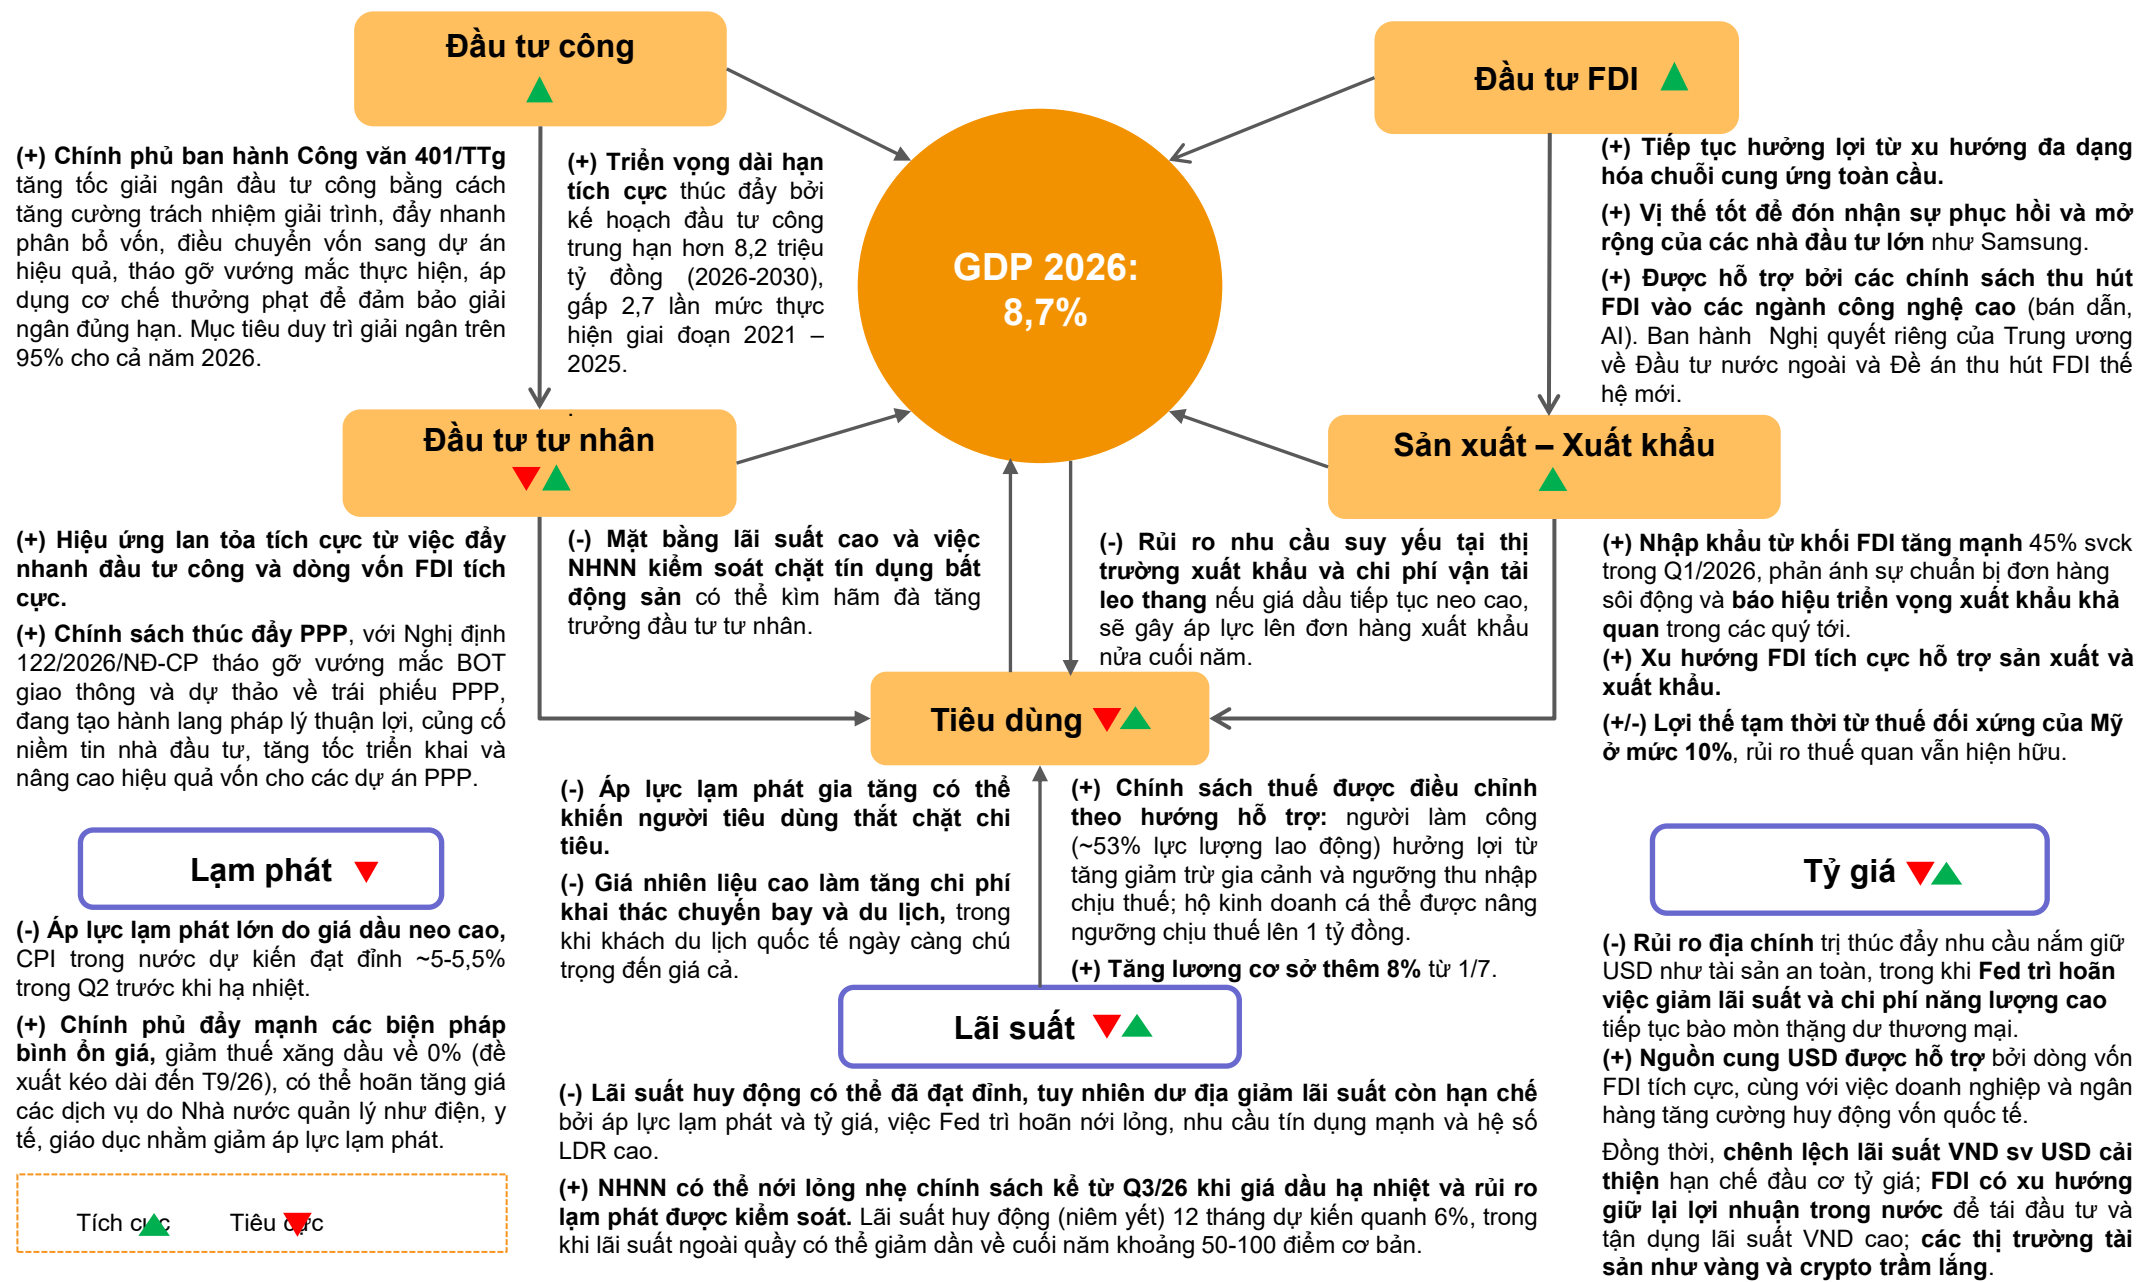 Đầu tư công
Đầu tư FDI
(+) Chính phủ ban hành Công văn 401/TTg
tăng tốc giải ngân đầu tư công bằng cách
tăng cường trách nhiệm giải trình, đẩy nhanh
phân bổ vốn, điều chuyển vốn sang dự án
hiệu quả, tháo gỡ vướng mắc thực hiện, áp
dụng cơ chế thưởng phạt để đảm bảo giải
ngân đúng hạn. Mục tiêu duy trì giải ngân trên
95% cho cả năm 2026.
(+) Triển vọng dài hạn
tích cực thúc đẩy bởi
kế hoạch đầu tư công
trung hạn hơn 8,2 triệu
tỷ đồng (2026-2030),
gấp 2,7 lần mức thực
hiện giai đoạn 2021 –
2025.
GDP 2026:
8,7%
(+) Tiếp tục hưởng lợi từ xu hướng đa dạng
hóa chuỗi cung ứng toàn cầu.
(+) Vị thế tốt để đón nhận sự phục hồi và mở
rộng của các nhà đầu tư lớn như Samsung.
(+) Được hỗ trợ bởi các chính sách thu hút
FDI vào các ngành công nghệ cao (bán dẫn,
AI). Ban hành Nghị quyết riêng của Trung ương
về Đầu tư nước ngoài và Đề án thu hút FDI thế
hệ mới.
Đầu tư tư nhân
Sản xuất – Xuất khẩu
(+) Hiệu ứng lan tỏa tích cực từ việc đẩy
nhanh đầu tư công và dòng vốn FDI tích
cực.
(+) Chính sách thúc đẩy PPP, với Nghị định
122/2026/NĐ-CP tháo gỡ vướng mắc BOT
giao thông và dự thảo về trái phiếu PPP,
đang tạo hành lang pháp lý thuận lợi, củng cố
niềm tin nhà đầu tư, tăng tốc triển khai và
nâng cao hiệu quả vốn cho các dự án PPP.
(-) Mặt bằng lãi suất cao và việc
NHNN kiểm soát chặt tín dụng bất
động sản có thể kìm hãm đà tăng
trưởng đầu tư tư nhân.
(-) Rủi ro nhu cầu suy yếu tại thị
trường xuất khẩu và chi phí vận tải
leo thang nếu giá dầu tiếp tục neo cao,
sẽ gây áp lực lên đơn hàng xuất khẩu
nửa cuối năm.
(+) Nhập khẩu từ khối FDI tăng mạnh 45% svck
trong Q1/2026, phản ánh sự chuẩn bị đơn hàng
sôi động và báo hiệu triển vọng xuất khẩu khả
quan trong các quý tới.
(+) Xu hướng FDI tích cực hỗ trợ sản xuất và
xuất khẩu.
(+/-) Lợi thế tạm thời từ thuế đối xứng của Mỹ
ở mức 10%, rủi ro thuế quan vẫn hiện hữu.
Tiêu dùng
(-) Áp lực lạm phát gia tăng có thể
khiến người tiêu dùng thắt chặt chi
tiêu.
(-) Giá nhiên liệu cao làm tăng chi phí
khai thác chuyến bay và du lịch, trong
khi khách du lịch quốc tế ngày càng chú
trọng đến giá cả.
(+) Chính sách thuế được điều chỉnh
theo hướng hỗ trợ: người làm công
(~53% lực lượng lao động) hưởng lợi từ
tăng giảm trừ gia cảnh và ngưỡng thu nhập
chịu thuế; hộ kinh doanh cá thể được nâng
ngưỡng chịu thuế lên 1 tỷ đồng.
(+) Tăng lương cơ sở thêm 8% từ 1/7.
Lạm phát
(-) Áp lực lạm phát lớn do giá dầu neo cao,
CPI trong nước dự kiến đạt đỉnh ~5-5,5%
trong Q2 trước khi hạ nhiệt.
(+) Chính phủ đẩy mạnh các biện pháp
bình ổn giá, giảm thuế xăng dầu về 0% (đề
xuất kéo dài đến T9/26), có thể hoãn tăng giá
các dịch vụ do Nhà nước quản lý như điện, y
tế, giáo dục nhằm giảm áp lực lạm phát.
Lãi suất
(-) Lãi suất huy động có thể đã đạt đỉnh, tuy nhiên dư địa giảm lãi suất còn hạn chế
bởi áp lực lạm phát và tỷ giá, việc Fed trì hoãn nới lỏng, nhu cầu tín dụng mạnh và hệ số
LDR cao.
(+) NHNN có thể nới lỏng nhẹ chính sách kể từ Q3/26 khi giá dầu hạ nhiệt và rủi ro
lạm phát được kiểm soát. Lãi suất huy động (niêm yết) 12 tháng dự kiến quanh 6%, trong
khi lãi suất ngoài quầy có thể giảm dần về cuối năm khoảng 50-100 điểm cơ bản.
Tỷ giá
(-) Rủi ro địa chính trị thúc đẩy nhu cầu nắm giữ
USD như tài sản an toàn, trong khi Fed trì hoãn
việc giảm lãi suất và chi phí năng lượng cao
tiếp tục bào mòn thặng dư thương mại.
(+) Nguồn cung USD được hỗ trợ bởi dòng vốn
FDI tích cực, cùng với việc doanh nghiệp và ngân
hàng tăng cường huy động vốn quốc tế.
Đồng thời, chênh lệch lãi suất VND sv USD cải
thiện hạn chế đầu cơ tỷ giá; FDI có xu hướng
giữ lại lợi nhuận trong nước để tái đầu tư và
tận dụng lãi suất VND cao; các thị trường tài
sản như vàng và crypto trầm lắng.
Tích cực Tiêu cực